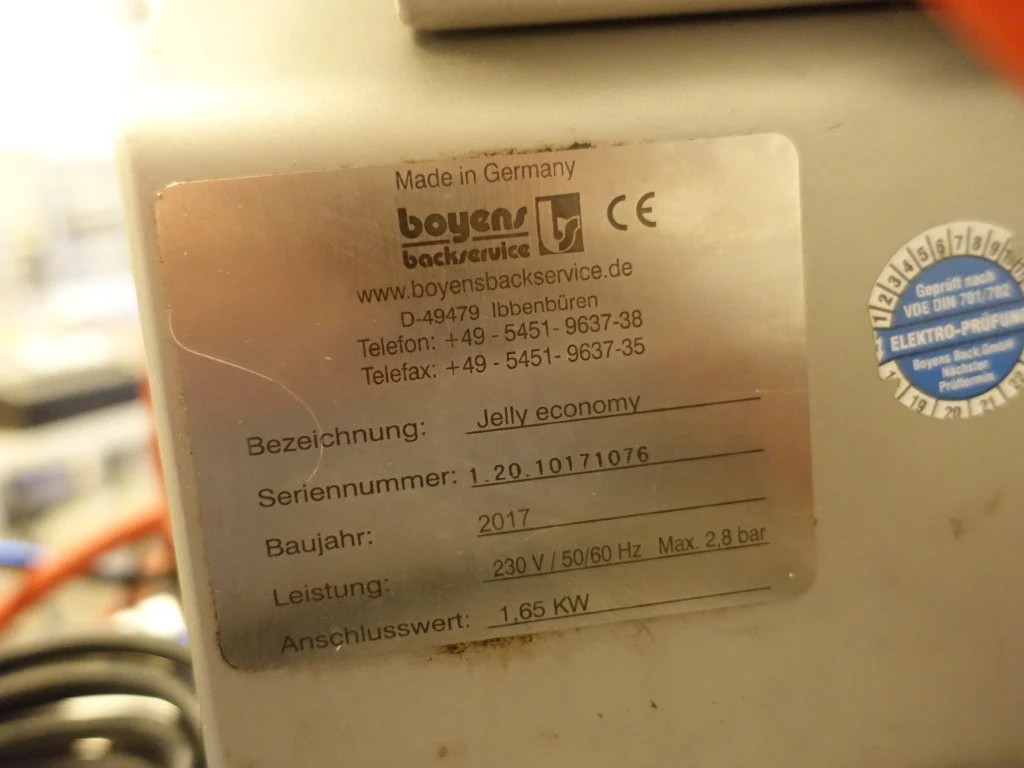 Made in Germany
boyens bs CE
backservice
www.boyensbackservice.de
D-49479 Ibbenbüren
Telefon: +49 - 5451- 9637-38
Telefax: +49 - 5451- 9637-35
Bezeichnung: Jelly economy
Seriennummer: 1.20.10171076
Baujahr: 2017
Leistung: 230 V / 50/60 Hz Max. 2,8 bar
Anschlusswert: 1,65 KW
1 2 3 4 5 6 7 8 9
Geprüft nach
VDE DIN 701/702
ELEKTRO-PRÜFUNG
Boyens Back.GmbH
Nächster
Prüftermin
19 20 21